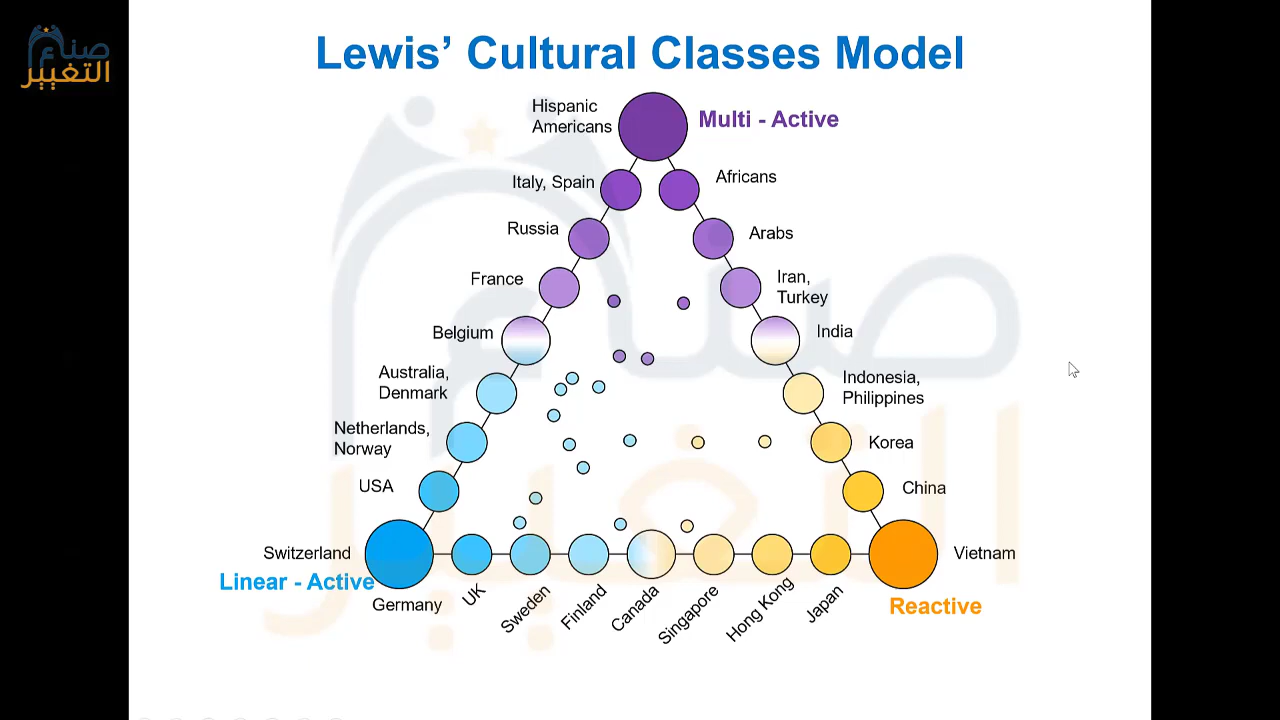 صناع
التغيير
Lewis’ Cultural Classes Model
Hispanic
Americans
Multi - Active
Italy, Spain
Africans
Russia
Arabs
France
Iran,
Turkey
Belgium
India
Australia,
Denmark
Indonesia,
Philippines
Netherlands,
Norway
Korea
USA
China
Switzerland
Vietnam
Linear - Active
Germany
UK
Sweden
Finland
Canada
Singapore
Hong Kong
Japan
Reactive
صناع
التغيير